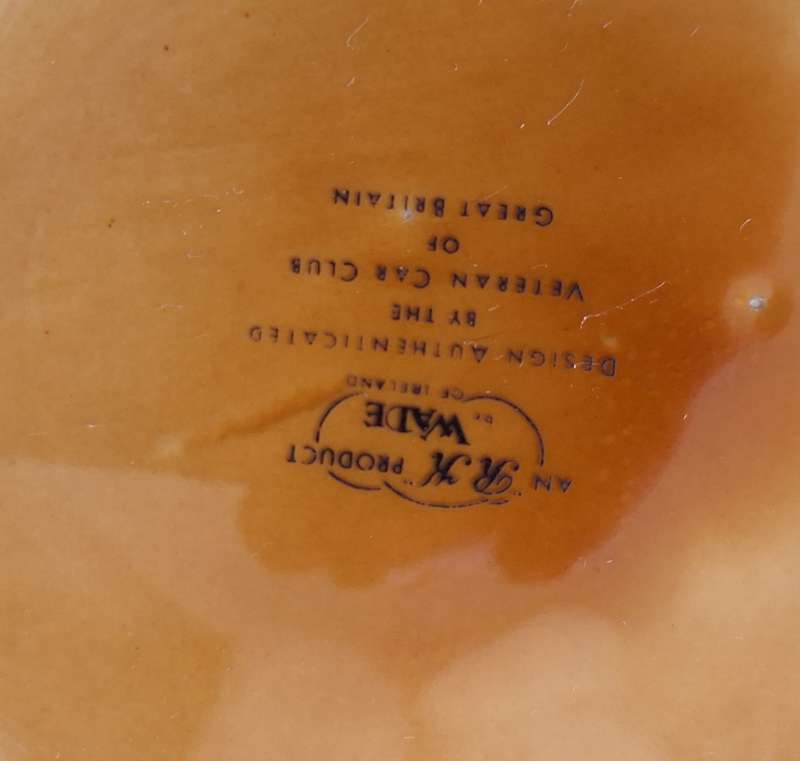 AN "RK" PRODUCT
by WADE
OF IRELAND
DESIGN AUTHENTICATED
BY THE
VETERAN CAR CLUB
OF
GREAT BRITAIN